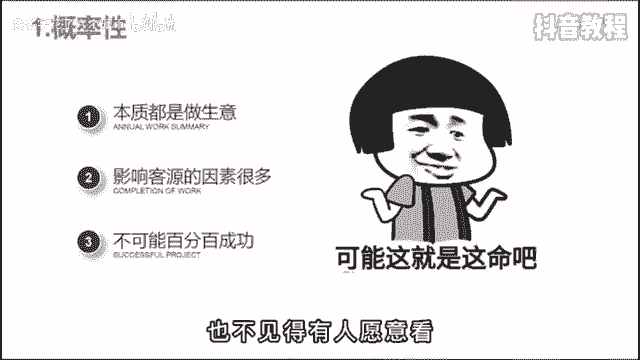 1.概率性
抖音教程
1
本质都是做生意
ANNUAL WORK SUMMARY
2
影响客源的因素很多
COMPLETION OF WORK
3
不可能百分百成功
SUCCESSFUL PROJECT
可能这就是这命吧
也不见得有人愿意看